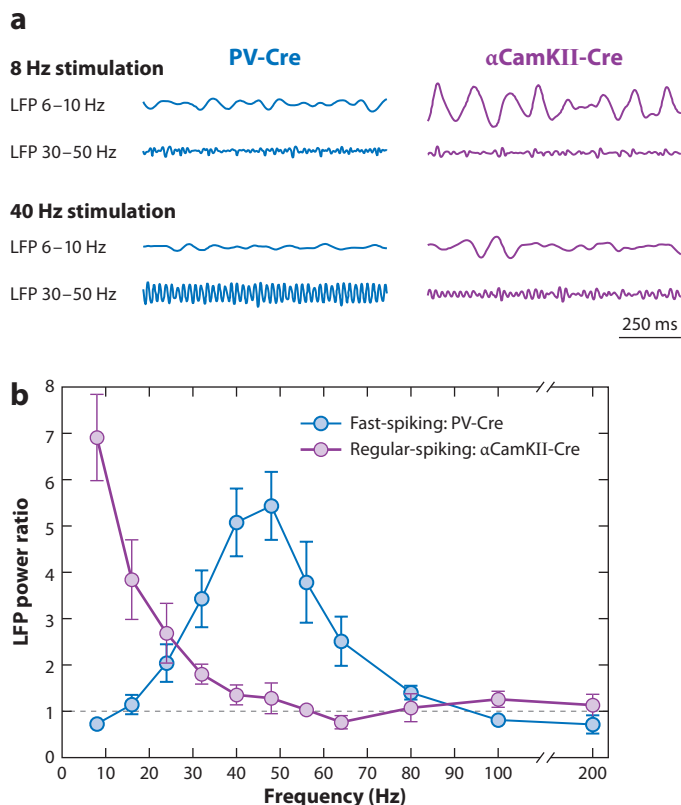 a
PV-Cre αCamKII-Cre
8 Hz stimulation
LFP 6–10 Hz
LFP 30–50 Hz
40 Hz stimulation
LFP 6–10 Hz
LFP 30–50 Hz
250 ms
b
8
7
6
5
4
3
2
1
0
LFP power ratio
Fast-spiking: PV-Cre
Regular-spiking: αCamKII-Cre
0 10 20 30 40 50 60 70 80 90 100 200
Frequency (Hz)